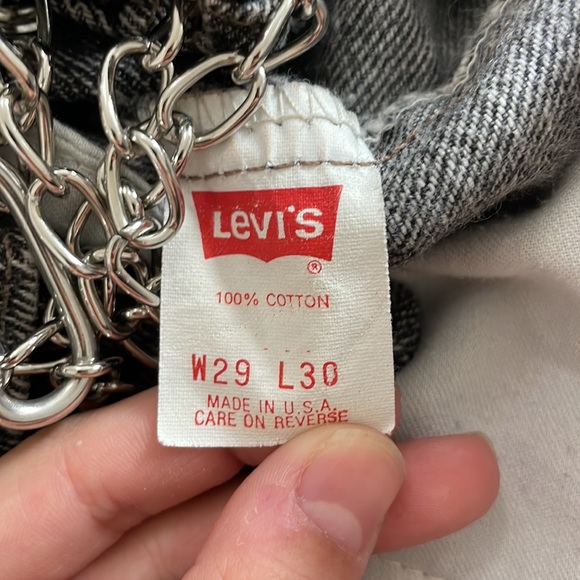 Levi's
®
100% COTTON
W29 L30
MADE IN U.S.A.
CARE ON REVERSE